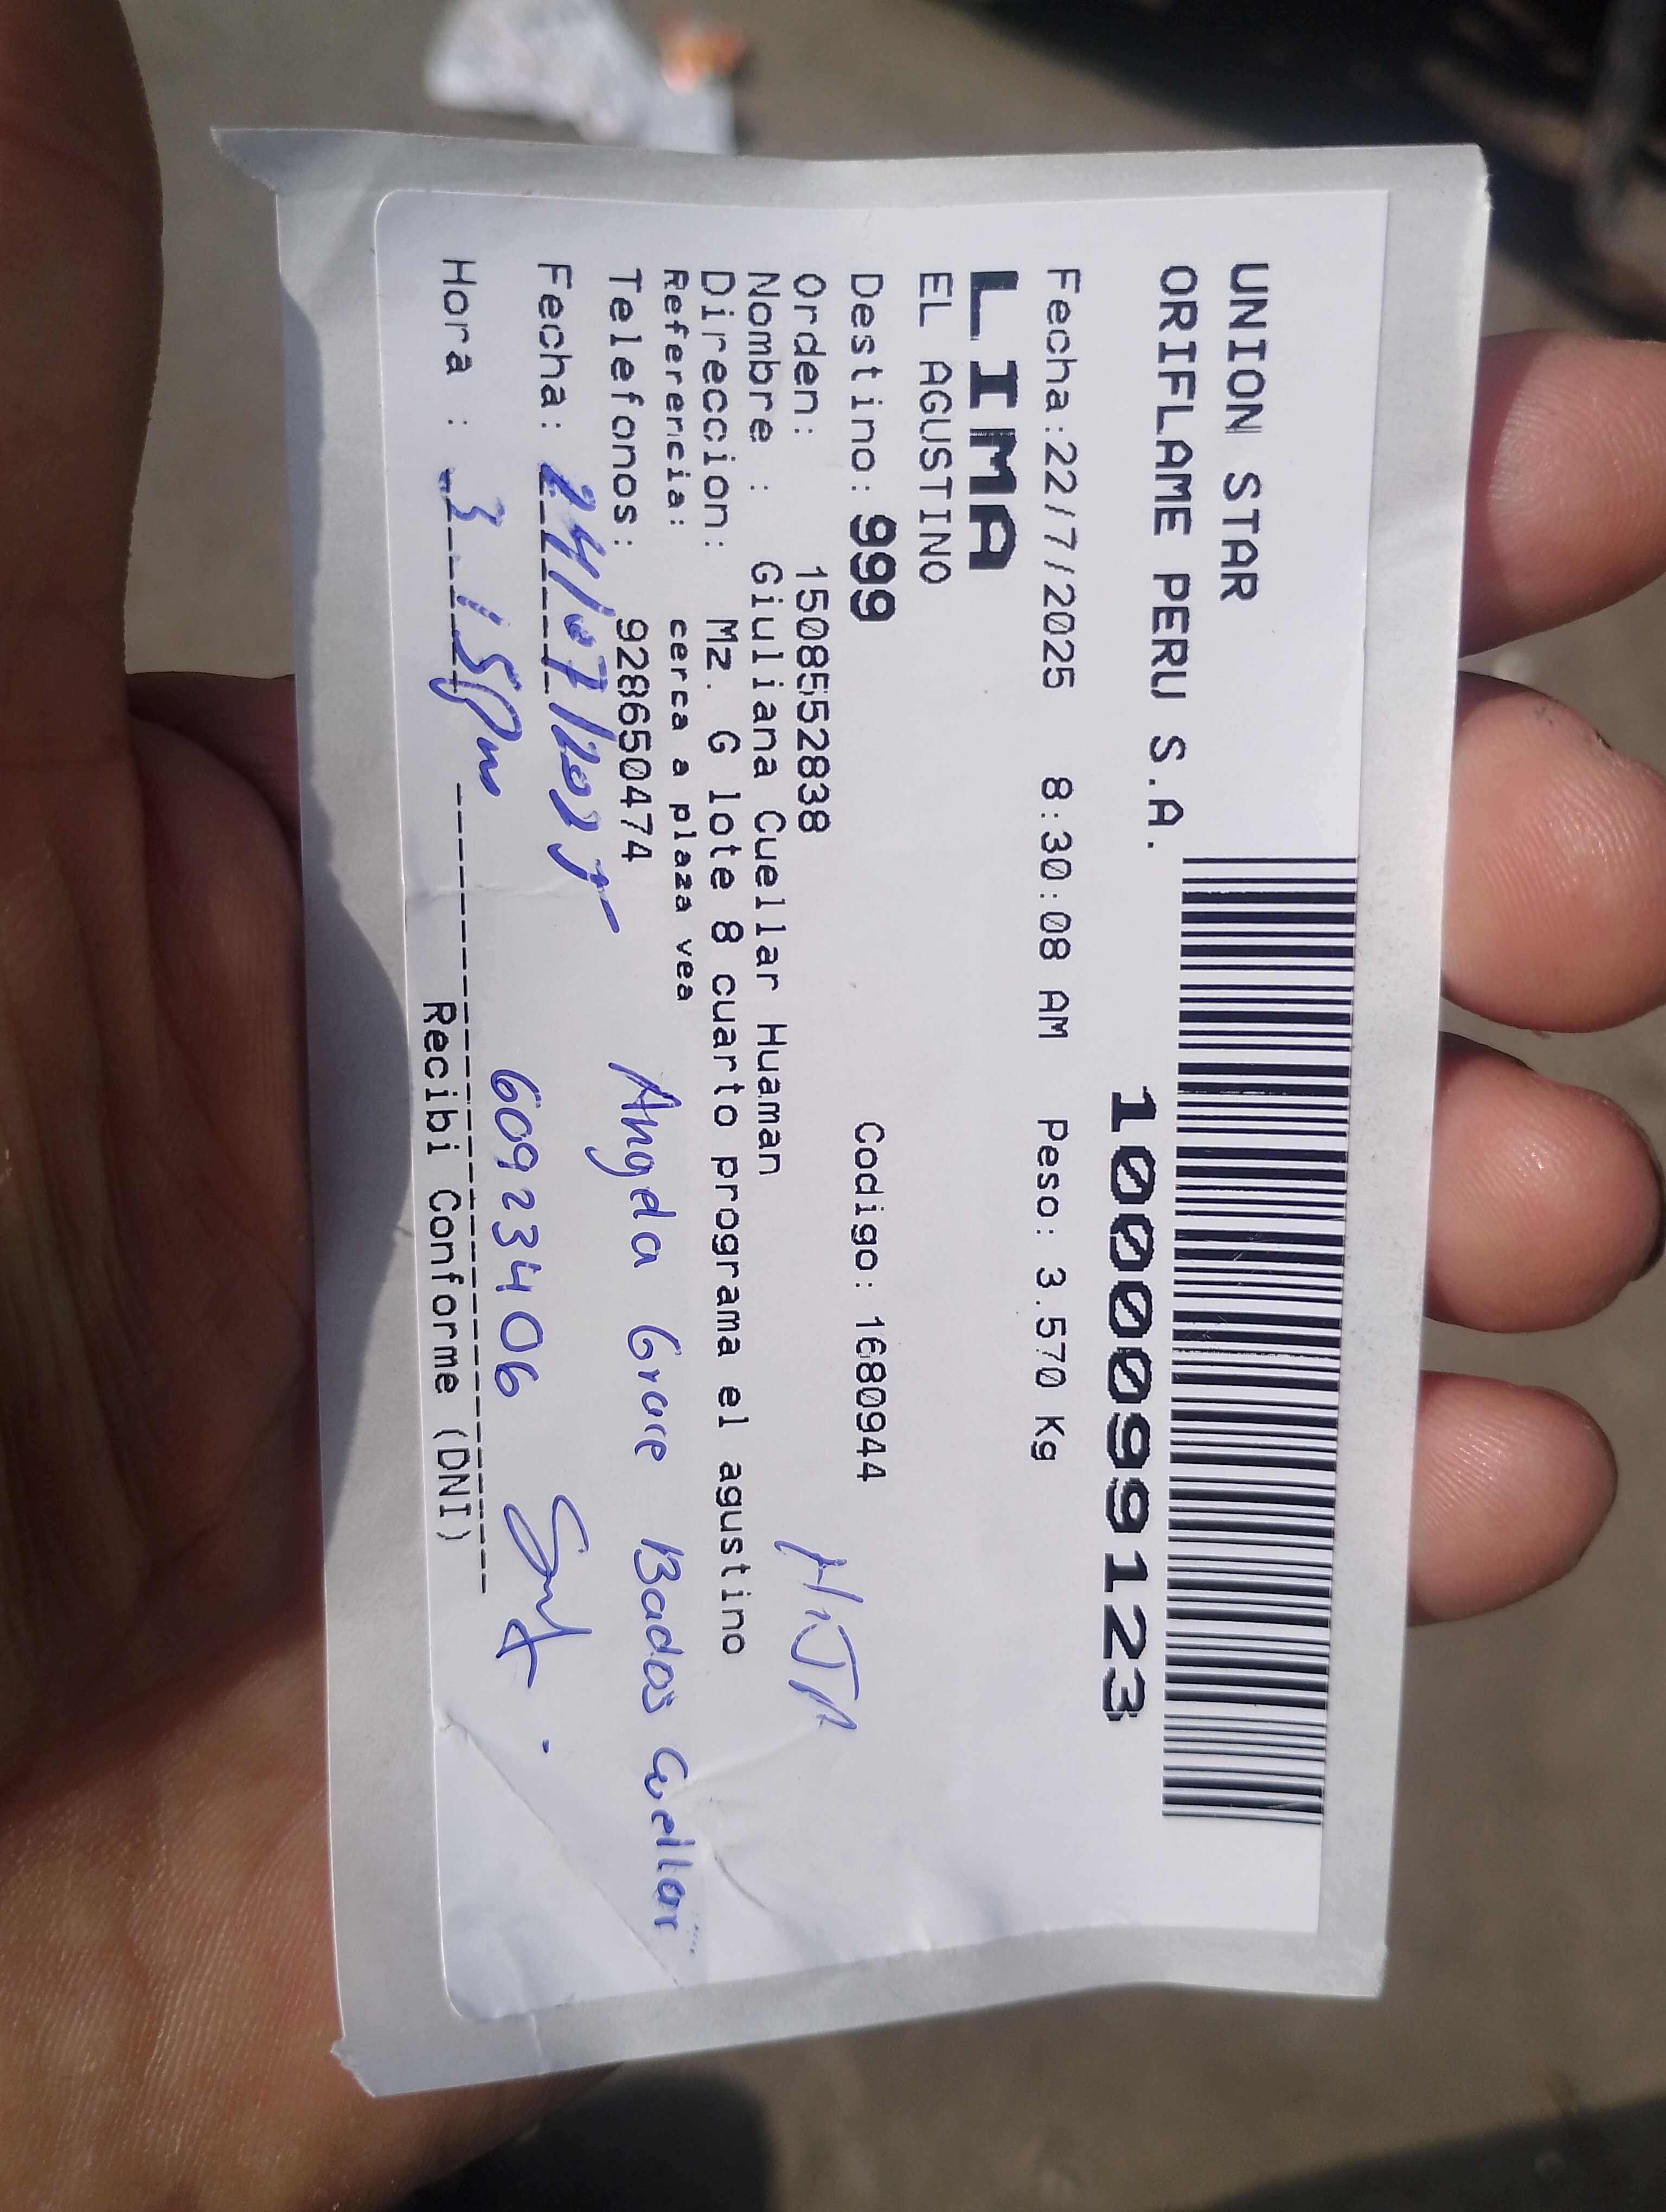 UNION STAR
ORIFLAME PERU S.A.
1000099123
Fecha:22/7/2025 8:30:08 AM Peso: 3.570 Kg
LIMA
EL AGUSTINO
Destino: 999 Codigo: 1680944
Orden: 1508552838
Nombre : Giuliana Cuellar Huaman
HIJA
Direccion: Mz. G lote 8 cuarto programa el agustino
Referencia: cerca a plaza vea
Telefonos: 928650474
Angela Grace Bados Cuellar
Fecha: 24/07/2025
60923406
Hora : 3 15pm
Recibi Conforme (DNI)